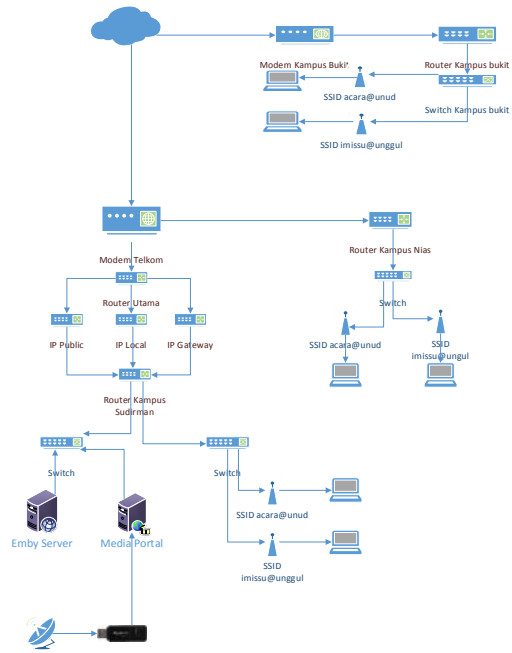 Modem Kampus Buki
Router Kampus bukit
SSID acara@unud
Switch Kampus bukit
SSID imissu@unggul
Modem Telkom
Router Kampus Nias
Router Utama
Switch
IP Public
IP Local
IP Gateway
SSID acara@unud
SSID
imissu@ungul
Router Kampus
Sudirman
Switch
Switch
SSID acara@unud
Emby Server
Media Portal
SSID
imissu@unggul